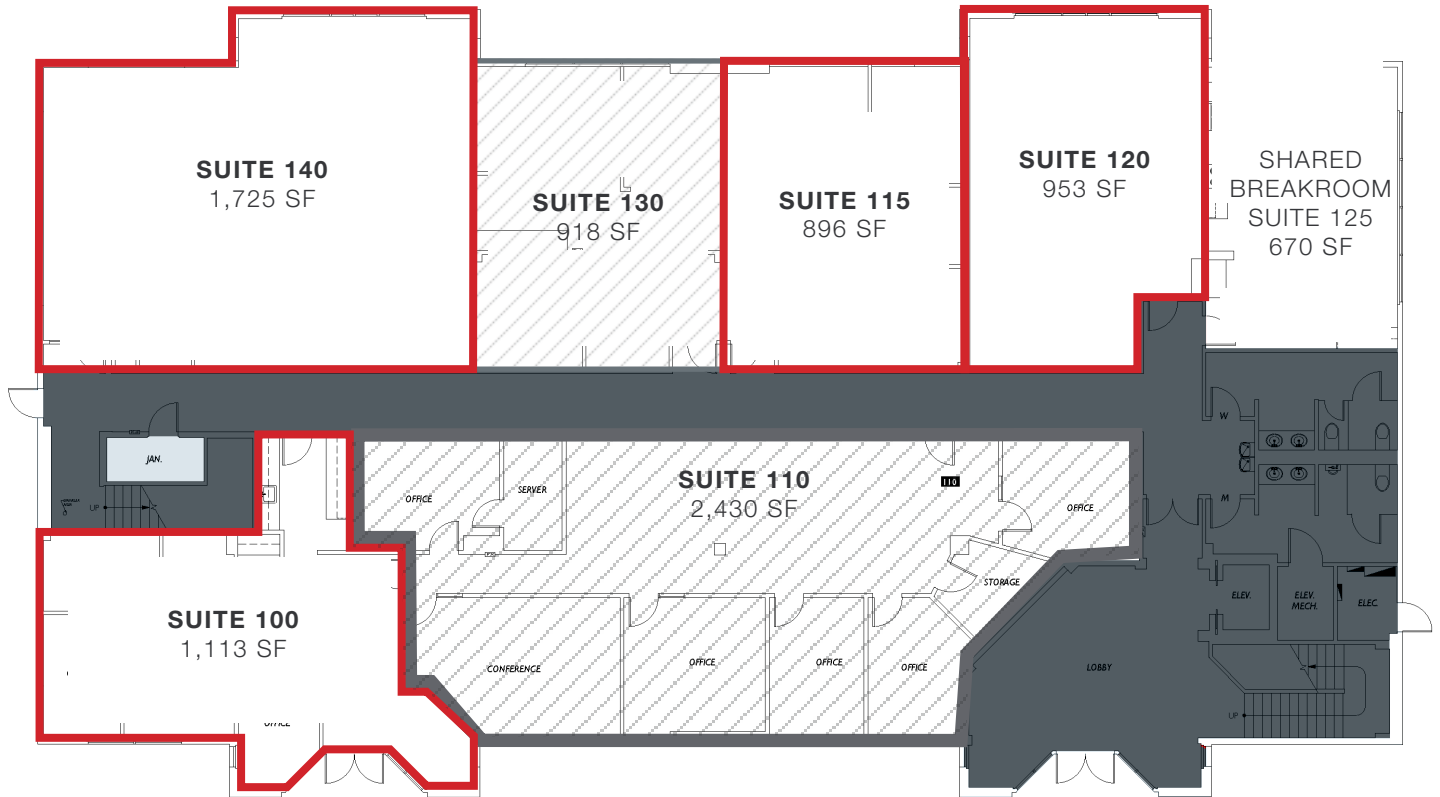 SUITE 140
1,725 SF
SUITE 130
918 SF
SUITE 115
896 SF
SUITE 120
953 SF
SHARED
BREAKROOM
SUITE 125
670 SF
W
M
JAN.
UP
OFFICE
SERVER
SUITE 110
2,430 SF
110
OFFICE
STORAGE
SUITE 100
1,113 SF
OFFICE
CONFERENCE
OFFICE
OFFICE
OFFICE
LOBBY
ELEV.
ELEV.
MECH.
ELEC.
UP